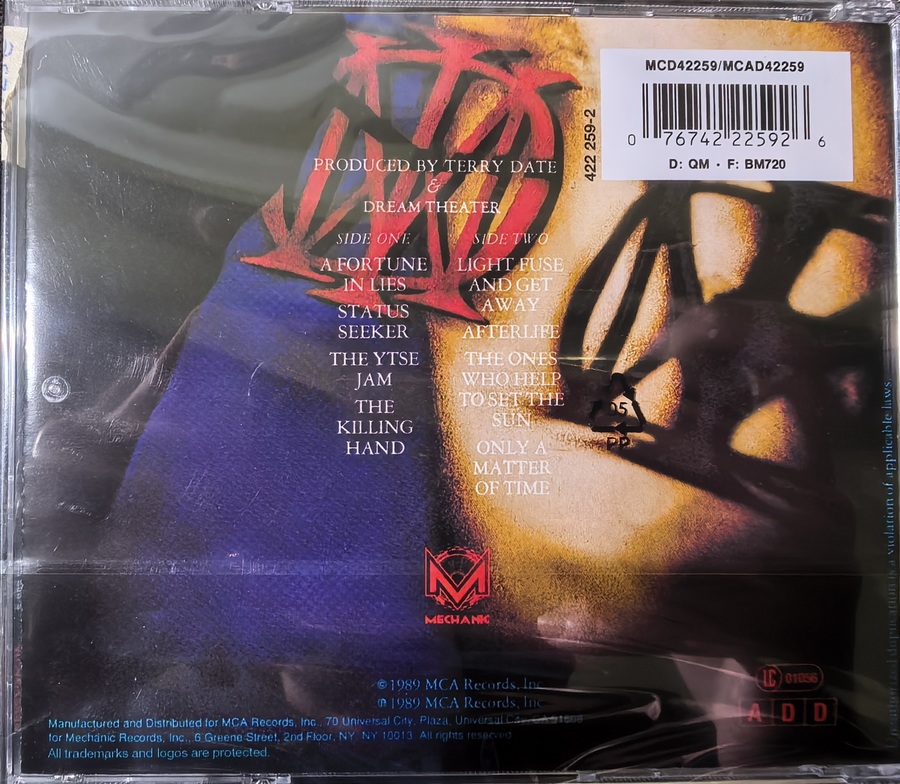 MCD42259/MCAD42259
0 76742 22592 6
D: QM · F: BM720
422 259-2
PRODUCED BY TERRY DATE
&
DREAM THEATER
SIDE ONE
A FORTUNE
IN LIES
STATUS
SEEKER
THE YTSE
JAM
THE
KILLING
HAND
SIDE TWO
LIGHT FUSE
AND GET
AWAY
AFTERLIFE
THE ONES
WHO HELP
TO SET THE
SUN
ONLY A
MATTER
OF TIME
05
PP
M
MECHANIC
© 1989 MCA Records, Inc.
℗ 1989 MCA Records, Inc.
Manufactured and Distributed for MCA Records, Inc., 70 Universal City, Plaza, Universal
for Mechanic Records, Inc., 6 Greene Street, 2nd Floor, NY, NY 10013. All rights reserved
All trademarks and logos are protected.
LC 01056
ADD
is a violation of applicable laws.